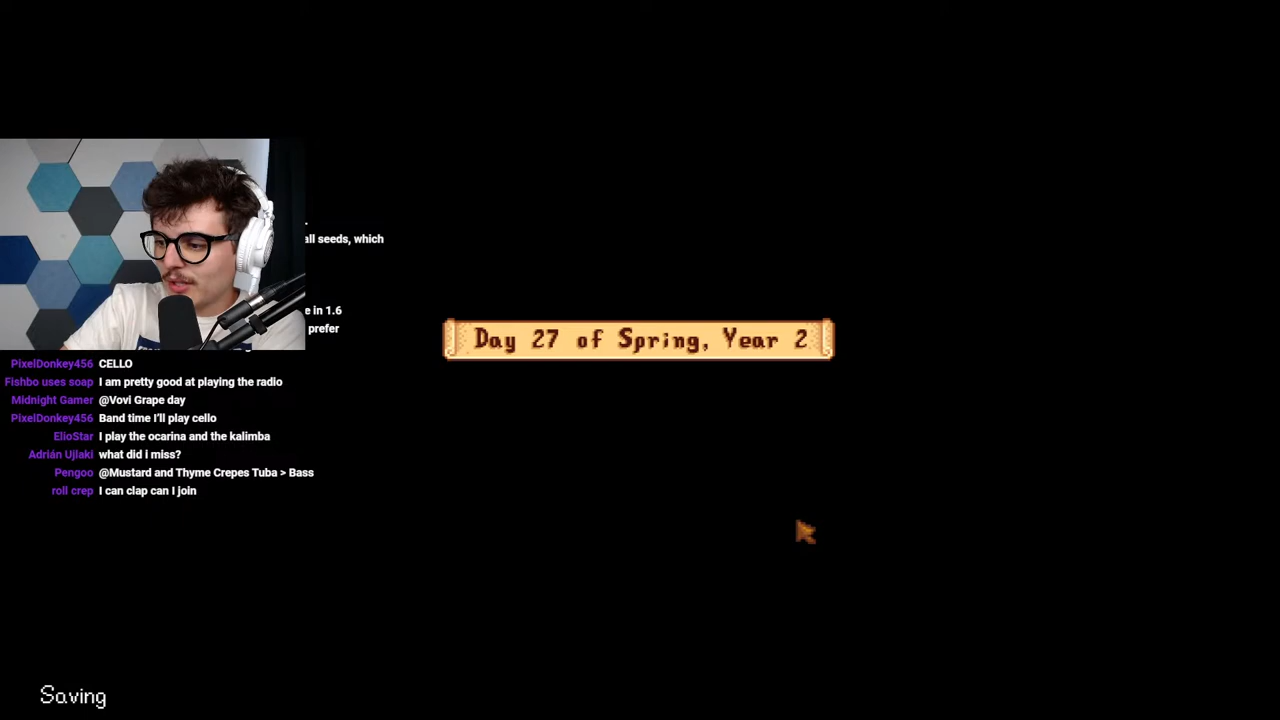 all seeds, which
e in 1.6
prefer
Day 27 of Spring, Year 2
PixelDonkey456 CELLO
Fishbo uses soap I am pretty good at playing the radio
Midnight Gamer @Vovi Grape day
PixelDonkey456 Band time I'll play cello
ElioStar I play the ocarina and the kalimba
Adrián Ujlaki what did i miss?
Pengoo @Mustard and Thyme Crepes Tuba > Bass
roll crep I can clap can I join
Saving